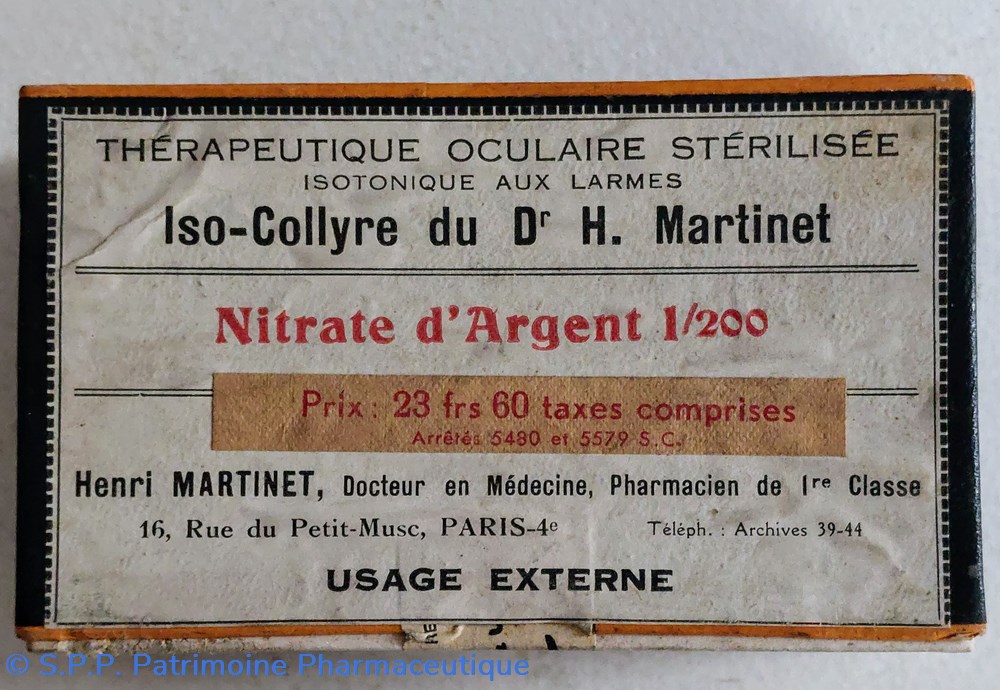 THÉRAPEUTIQUE OCULAIRE STÉRILISÉE
ISOTONIQUE AUX LARMES
Iso-Collyre du Dr H. Martinet
Nitrate d'Argent 1/200
Prix : 23 frs 60 taxes comprises
Arrêtés 5480 et 5579 S.C.
Henri MARTINET, Docteur en Médecine, Pharmacien de 1re Classe
16, Rue du Petit-Musc, PARIS-4e Téléph. : Archives 39-44
USAGE EXTERNE
RE
© S.P.P. Patrimoine Pharmaceutique